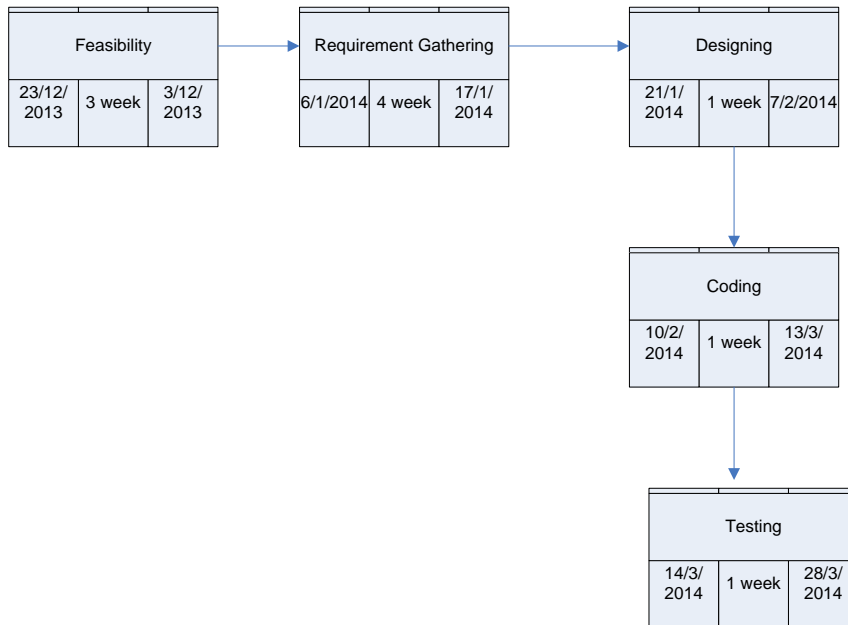 Feasibility
23/12/
2013
3 week
3/12/
2013
Requirement Gathering
6/1/2014
4 week
17/1/
2014
Designing
21/1/
2014
1 week
7/2/2014
Coding
10/2/
2014
1 week
13/3/
2014
Testing
14/3/
2014
1 week
28/3/
2014